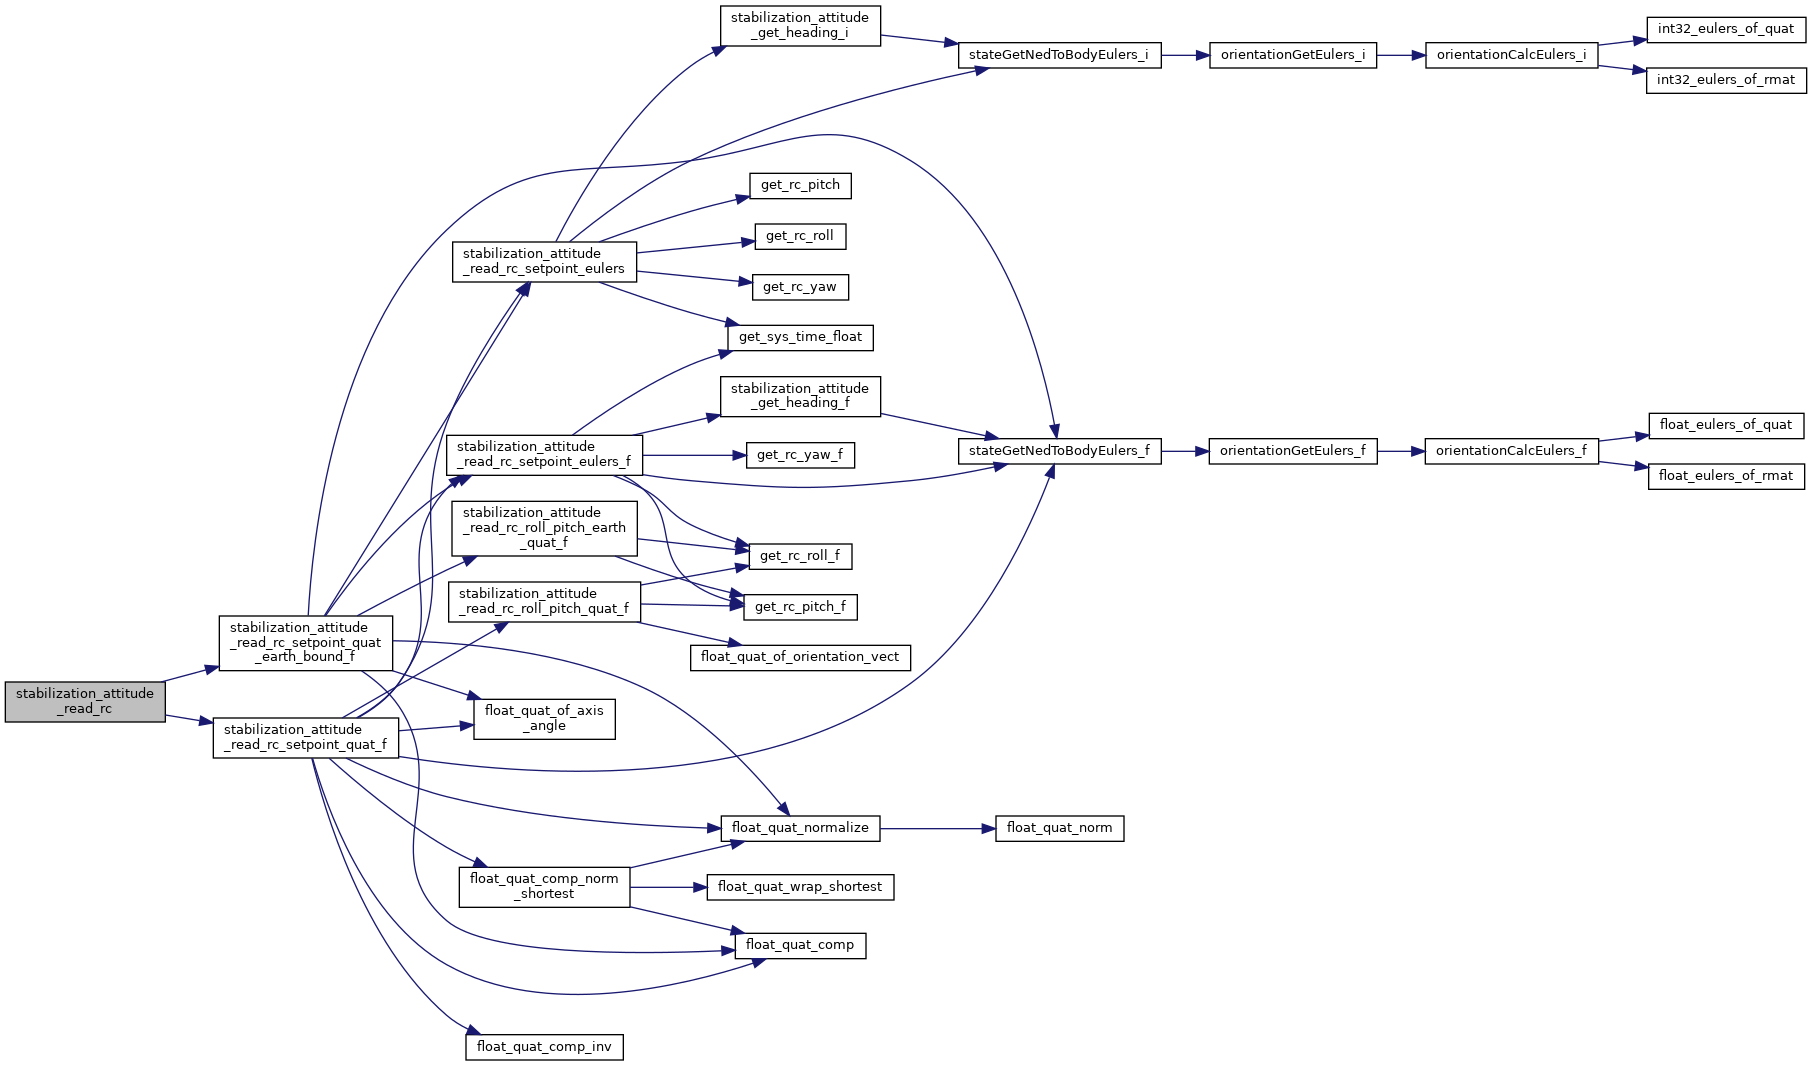 stabilization_attitude
_read_rc
stabilization_attitude
_read_rc_setpoint_quat
_earth_bound_f
stabilization_attitude
_read_rc_setpoint_quat_f
stabilization_attitude
_read_rc_setpoint_eulers
stabilization_attitude
_read_rc_setpoint_eulers_f
stabilization_attitude
_read_rc_roll_pitch_earth
_quat_f
stabilization_attitude
_read_rc_roll_pitch_quat_f
float_quat_of_axis
_angle
float_quat_comp_norm
_shortest
float_quat_comp_inv
stabilization_attitude
_get_heading_i
get_rc_pitch
get_rc_roll
get_rc_yaw
get_sys_time_float
stabilization_attitude
_get_heading_f
get_rc_yaw_f
get_rc_roll_f
get_rc_pitch_f
float_quat_of_orientation_vect
float_quat_normalize
float_quat_wrap_shortest
float_quat_comp
stateGetNedToBodyEulers_i
stateGetNedToBodyEulers_f
float_quat_norm
orientationGetEulers_i
orientationGetEulers_f
orientationCalcEulers_i
orientationCalcEulers_f
int32_eulers_of_quat
int32_eulers_of_rmat
float_eulers_of_quat
float_eulers_of_rmat